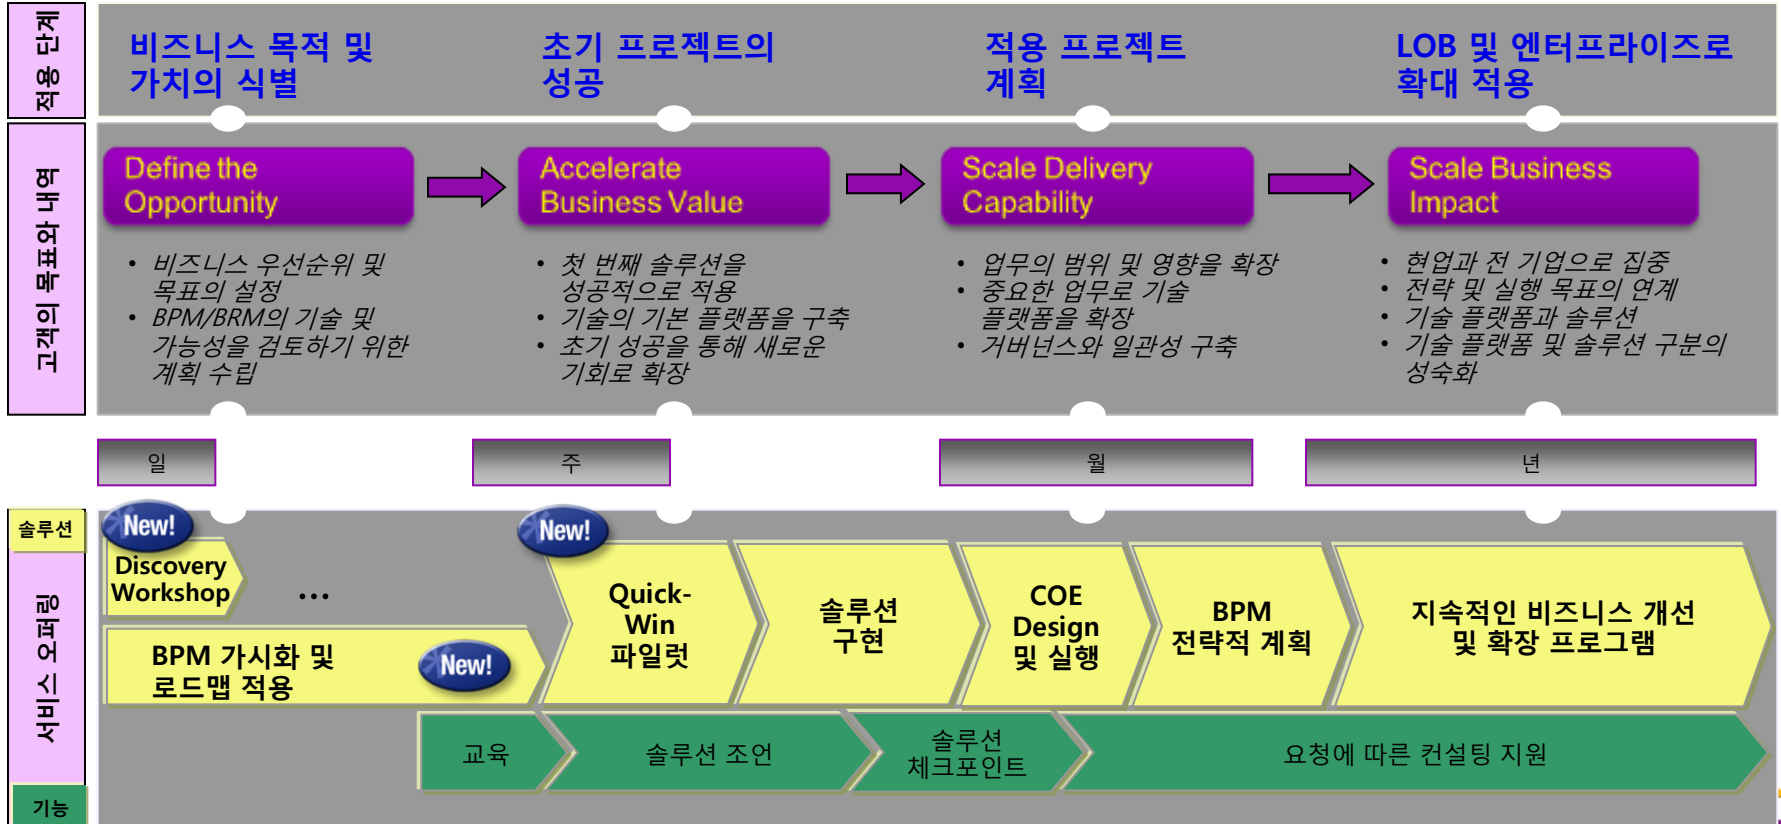 적용 단계
비즈니스 목적 및
가치의 식별
초기 프로젝트의
성공
적용 프로젝트
계획
LOB 및 엔터프라이즈로
확대 적용
고객의 목표와 내역
Define the
Opportunity
Accelerate
Business Value
Scale Delivery
Capability
Scale Business
Impact
• 비즈니스 우선순위 및
목표의 설정
• BPM/BRM의 기술 및
가능성을 검토하기 위한
계획 수립
• 첫 번째 솔루션을
성공적으로 적용
• 기술의 기본 플랫폼을 구축
• 초기 성공을 통해 새로운
기회로 확장
• 업무의 범위 및 영향을 확장
• 중요한 업무로 기술
플랫폼을 확장
• 거버넌스와 일관성 구축
• 현업과 전 기업으로 집중
• 전략 및 실행 목표의 연계
• 기술 플랫폼과 솔루션
• 기술 플랫폼 및 솔루션 구분의
성숙화
일
주
월
년
솔루션
서비스 오퍼링
기능
New!
Discovery
Workshop
...
BPM 가시화 및
로드맵 적용
New!
New!
Quick-
Win
파일럿
솔루션
구현
COE
Design
및 실행
BPM
전략적 계획
지속적인 비즈니스 개선
및 확장 프로그램
교육
솔루션 조언
솔루션
체크포인트
요청에 따른 컨설팅 지원